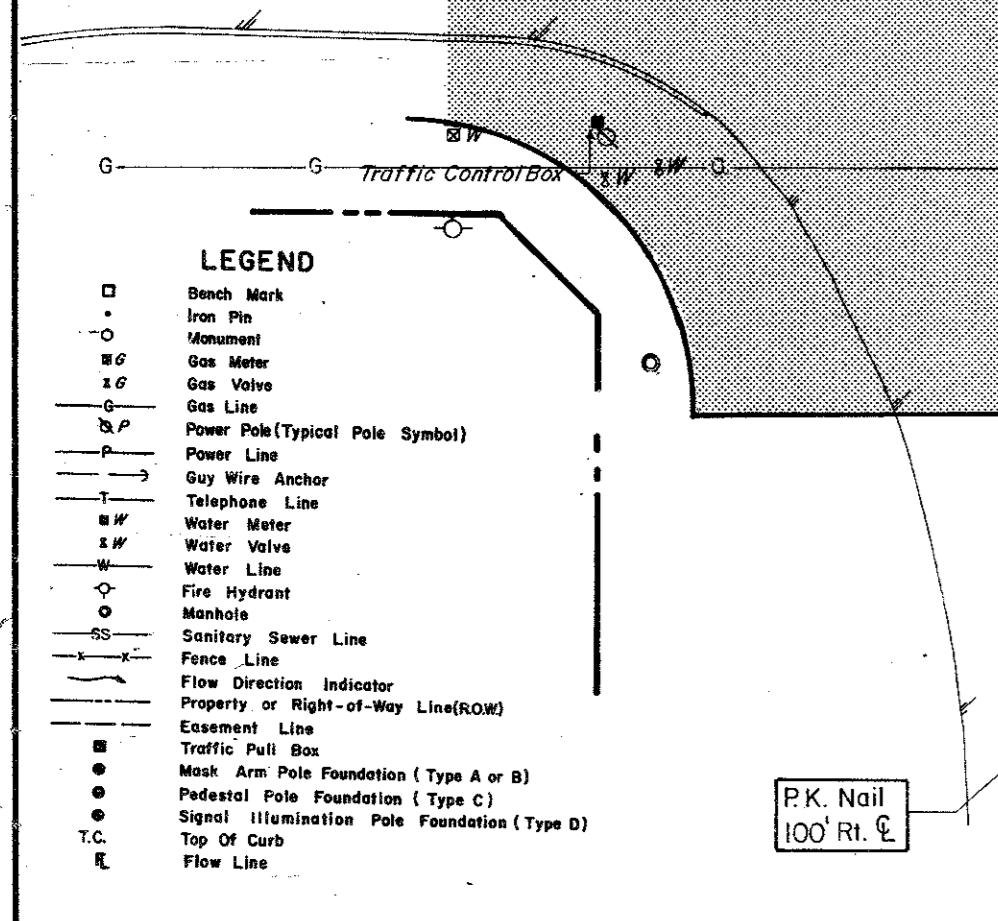 W
G G Traffic Control Box W W G
LEGEND
Bench Mark
Iron Pin
Monument
G Gas Meter
G Gas Valve
G Gas Line
P Power Pole (Typical Pole Symbol)
P Power Line
Guy Wire Anchor
T Telephone Line
W Water Meter
W Water Valve
W Water Line
Fire Hydrant
Manhole
SS Sanitary Sewer Line
x x Fence Line
Flow Direction Indicator
Property or Right-of-Way Line(R.O.W.)
Easement Line
Traffic Pull Box
Mask Arm Pole Foundation ( Type A or B)
Pedestal Pole Foundation ( Type C )
Signal Illumination Pole Foundation ( Type D)
T.C. Top Of Curb
FL Flow Line
P.K. Nail
100' Rt. ℄